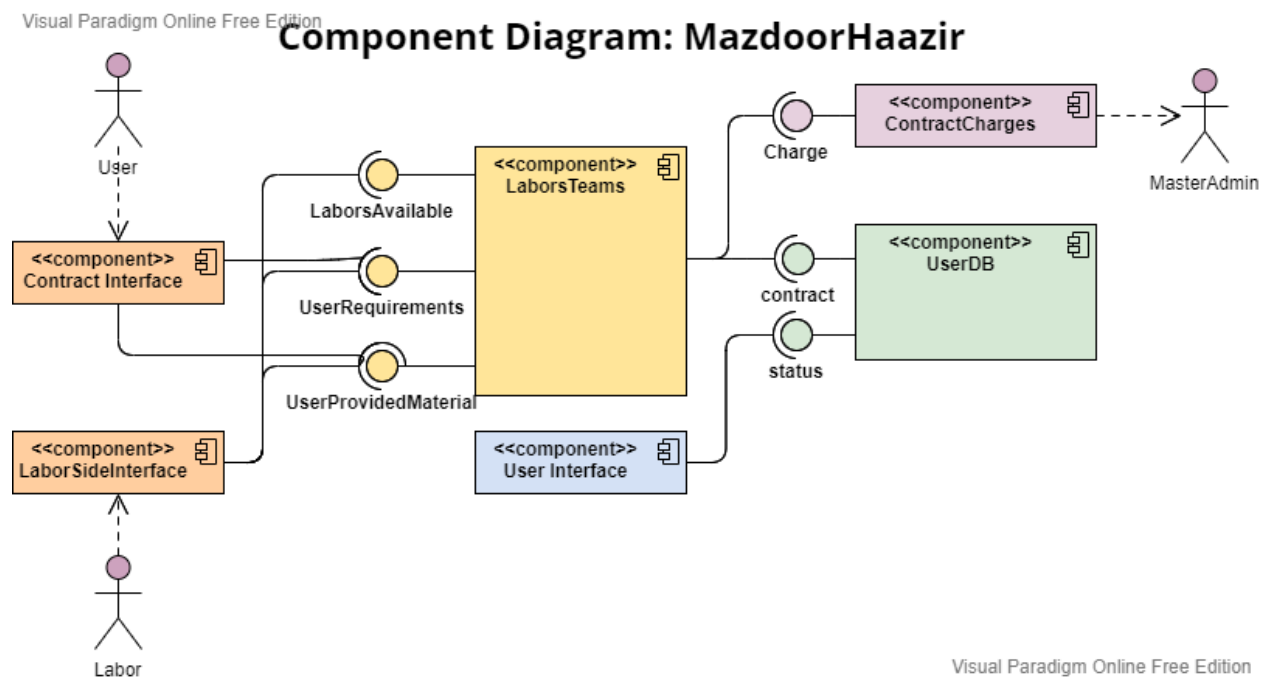 Visual Paradigm Online Free Edition
Component Diagram: MazdoorHaazir
User
<<component>>
Contract Interface
<<component>>
LaborSideInterface
Labor
LaborsAvailable
UserRequirements
UserProvidedMaterial
<<component>>
LaborsTeams
<<component>>
User Interface
Charge
contract
status
<<component>>
ContractCharges
<<component>>
UserDB
MasterAdmin
Visual Paradigm Online Free Edition